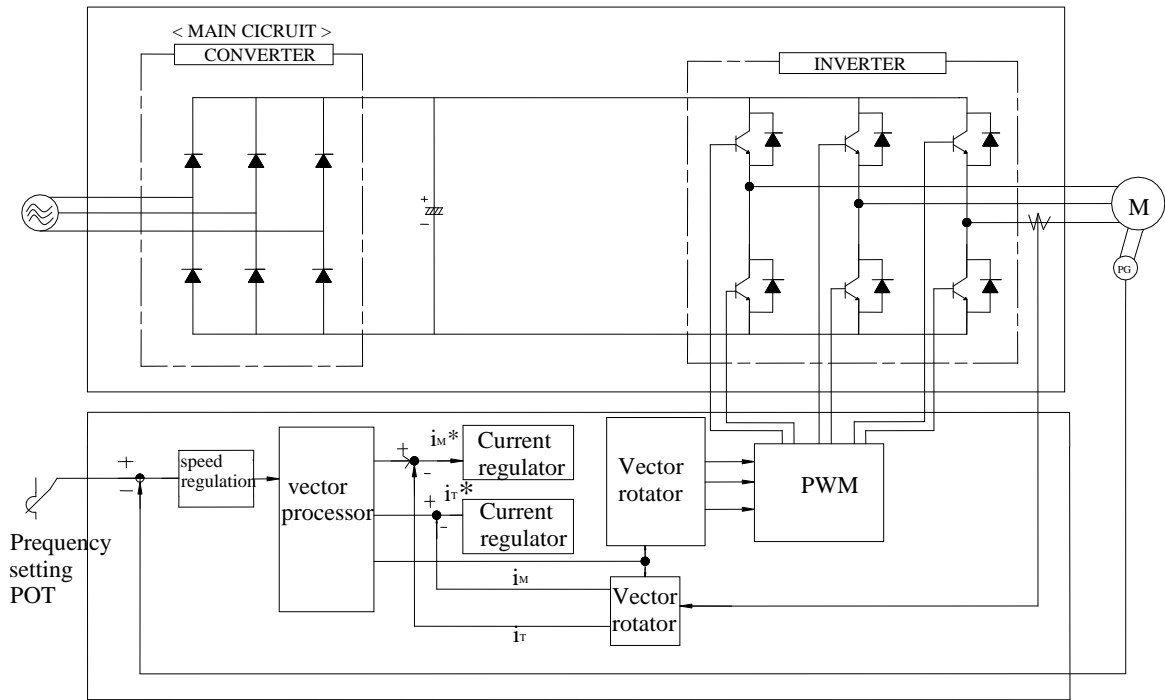 < MAIN CICRUIT >
CONVERTER
INVERTER
+
-
M
PG
+
-
speed
regulation
vector
processor
+
-
iM*
Current
regulator
+
-
iT*
Current
regulator
Vector
rotator
PWM
Prequency
setting
POT
iM
iT
Vector
rotator